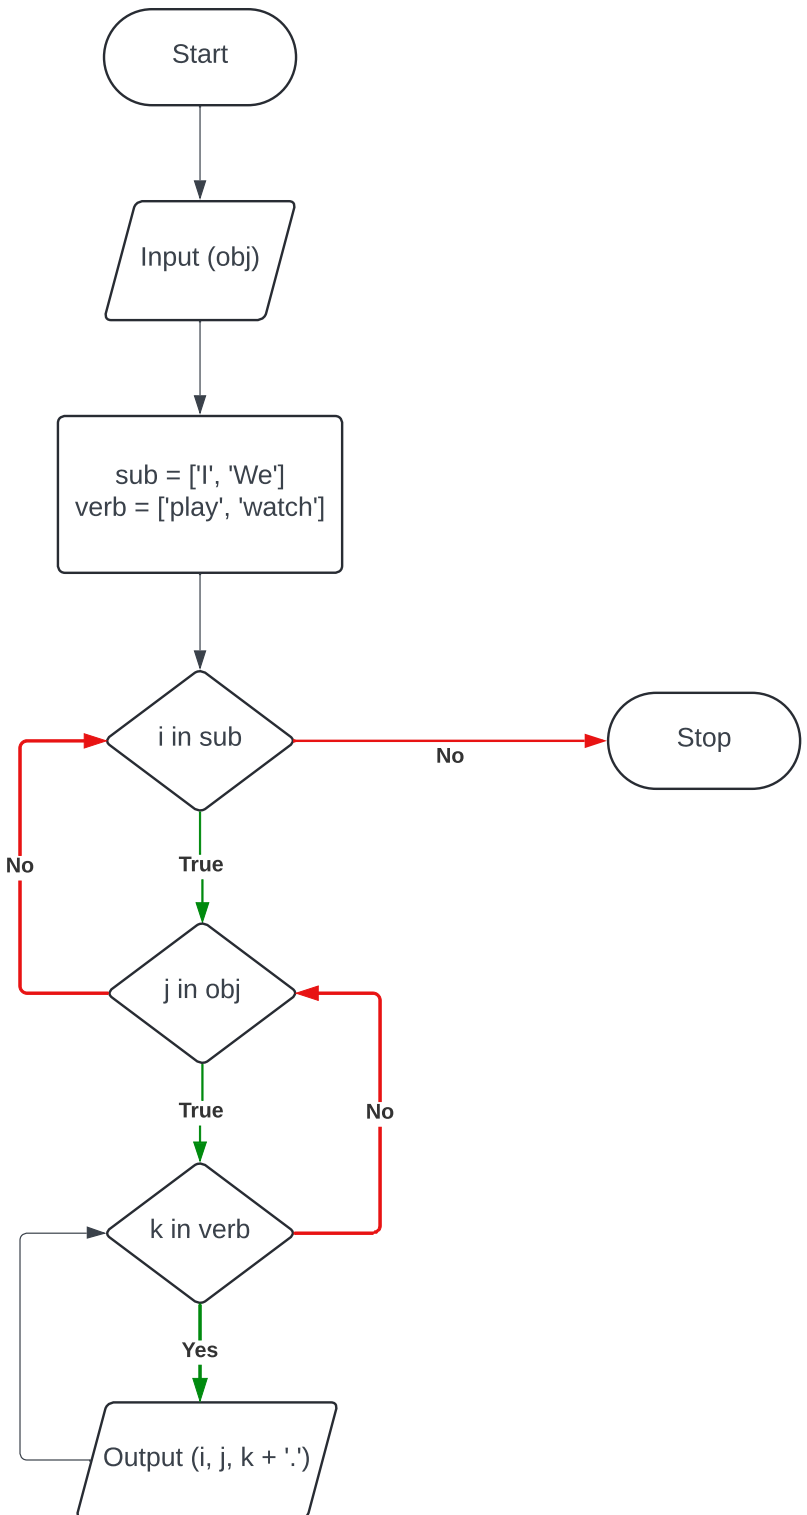 Start
Input (obj)
sub = ['I', 'We']
verb = ['play', 'watch']
i in sub
No
Stop
No
True
j in obj
True
No
k in verb
Yes
Output (i, j, k + '.')